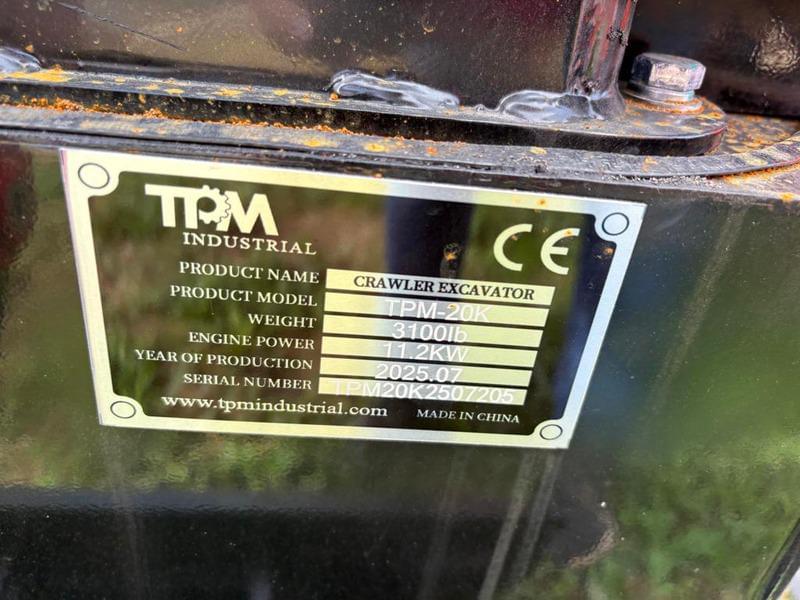 TPM
INDUSTRIAL
CE
PRODUCT NAME CRAWLER EXCAVATOR
PRODUCT MODEL TPM-20K
WEIGHT 3100lb
ENGINE POWER 11.2KW
YEAR OF PRODUCTION 2025.07
SERIAL NUMBER TPM20K2507205
www.tpmindustrial.com MADE IN CHINA